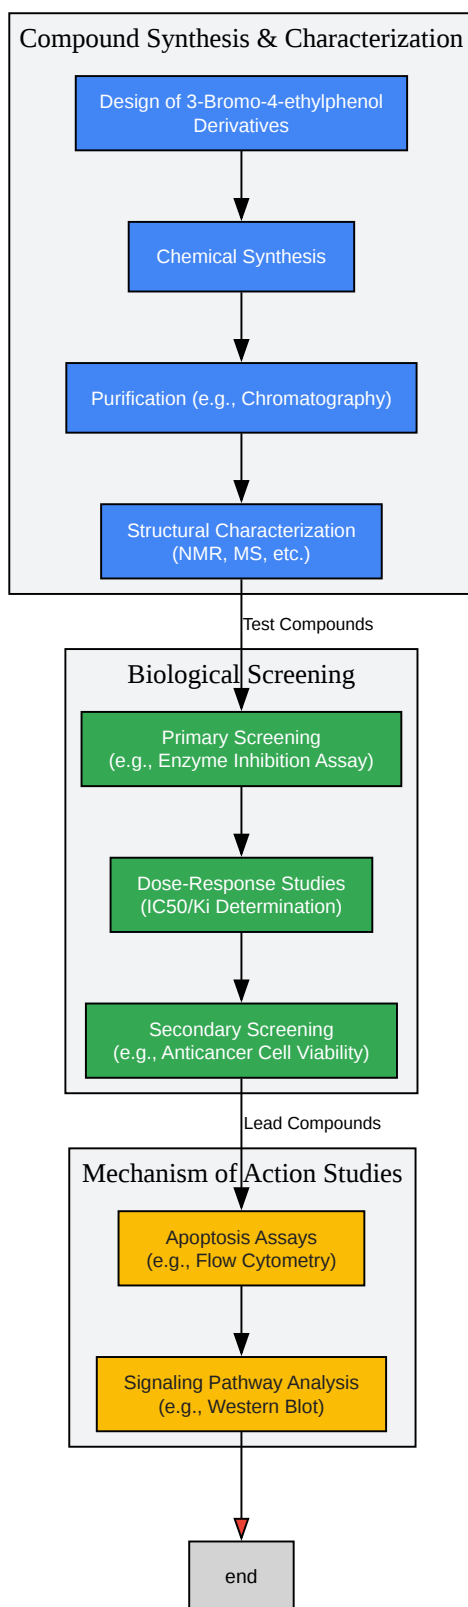 Compound Synthesis & Characterization
Design of 3-Bromo-4-ethylphenol
Derivatives
Chemical Synthesis
Purification (e.g., Chromatography)
Structural Characterization
(NMR, MS, etc.)
Test Compounds
Biological Screening
Primary Screening
(e.g., Enzyme Inhibition Assay)
Dose-Response Studies
(IC50/Ki Determination)
Secondary Screening
(e.g., Anticancer Cell Viability)
Lead Compounds
Mechanism of Action Studies
Apoptosis Assays
(e.g., Flow Cytometry)
Signaling Pathway Analysis
(e.g., Western Blot)
end